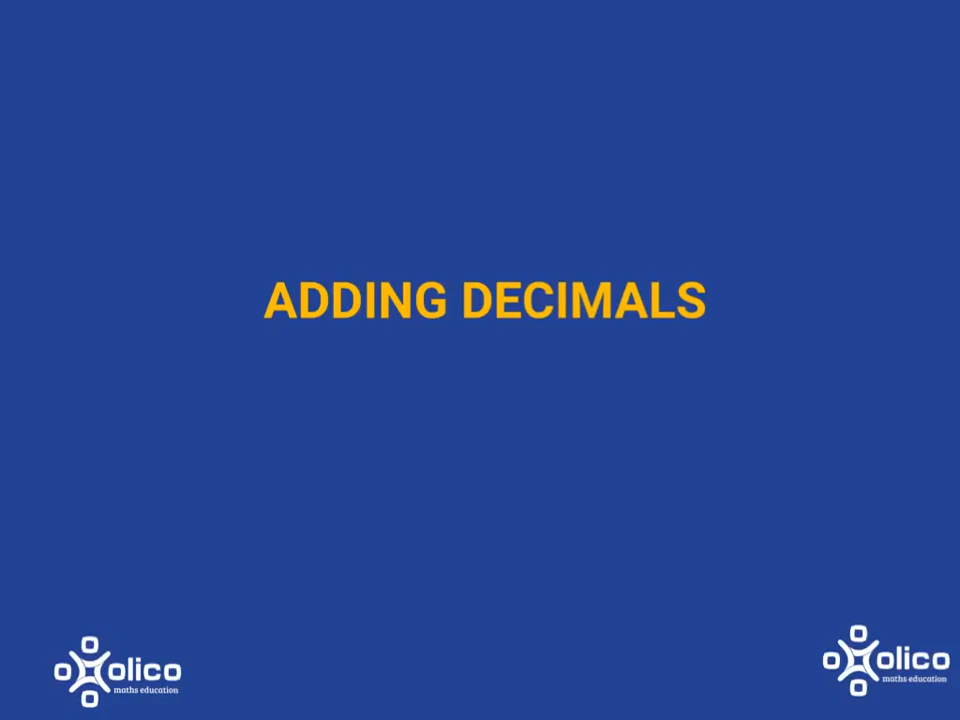 ADDING DECIMALS
olico
maths education
olico
maths education